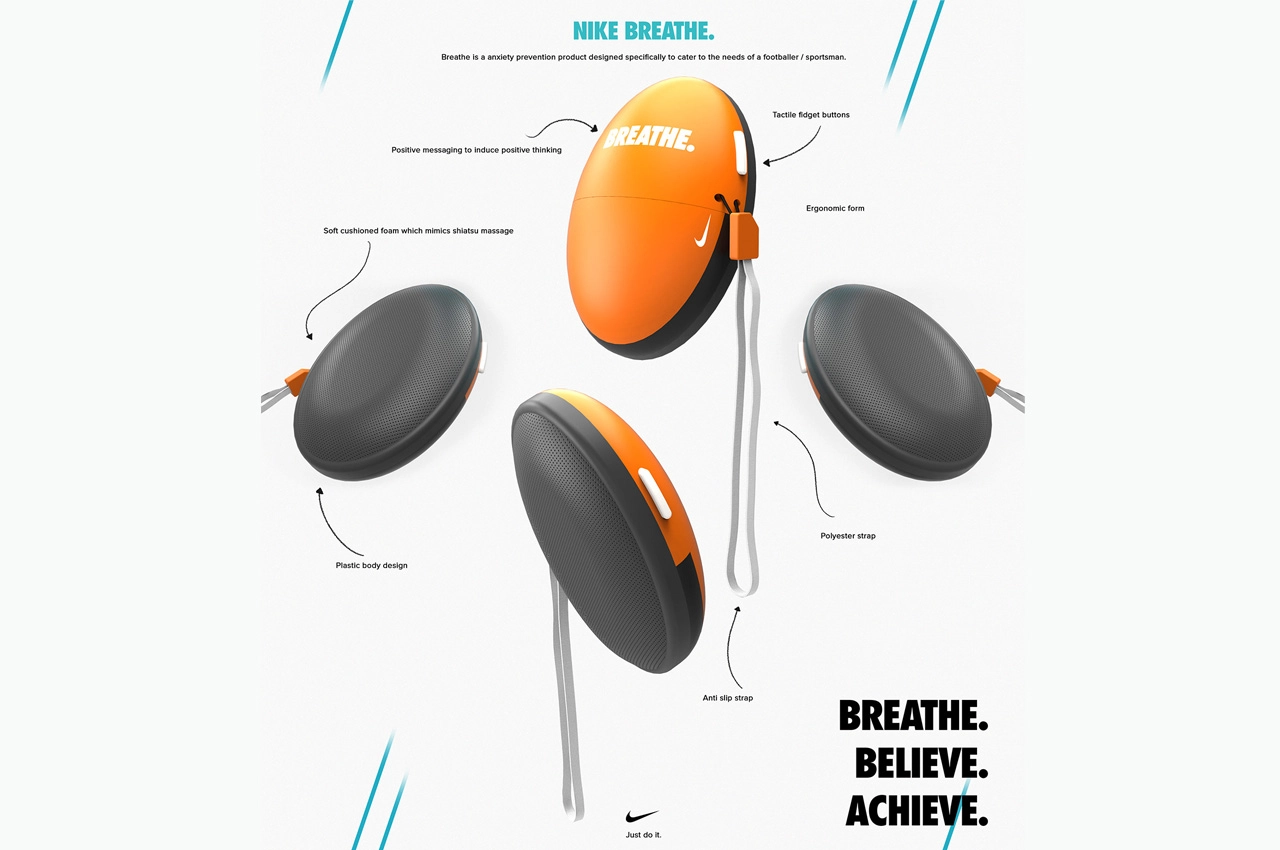 NIKE BREATHE.
Breathe is a anxiety prevention product designed specifically to cater to the needs of a footballer / sportsman.
Tactile fidget buttons
BREATHE.
Positive messaging to induce positive thinking
Ergonomic form
Soft cushioned foam which mimics shiatsu massage
Polyester strap
Plastic body design
Anti slip strap
BREATHE.
BELIEVE.
ACHIEVE.
Just do it.